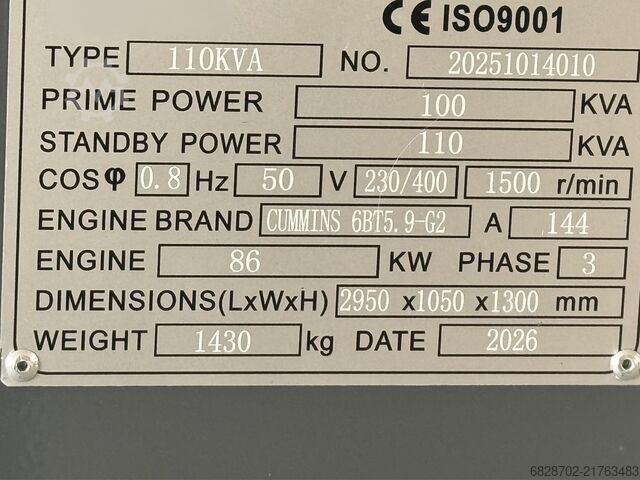 CE ISO9001
TYPE 110KVA NO. 20251014010
PRIME POWER 100 KVA
STANDBY POWER 110 KVA
COS φ 0.8 Hz 50 V 230/400 1500 r/min
ENGINE BRAND CUMMINS 6BT5.9-G2 A 144
ENGINE 86 KW PHASE 3
DIMENSIONS(LxWxH) 2950 x1050 x1300 mm
WEIGHT 1430 kg DATE 2026
6828702-21763483